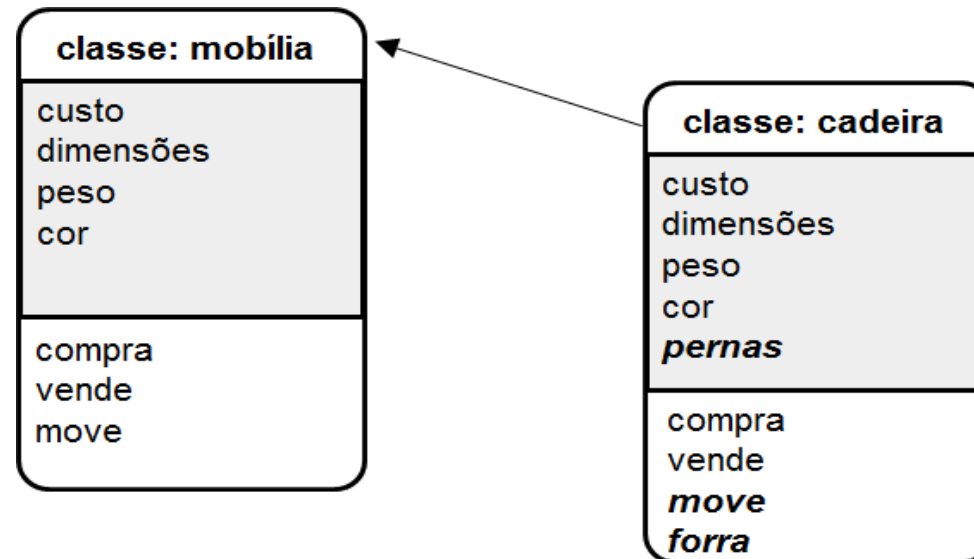 classe: mobília
custo
dimensões
peso
cor
compra
vende
move
classe: cadeira
custo
dimensões
peso
cor
pernas
compra
vende
move
forra